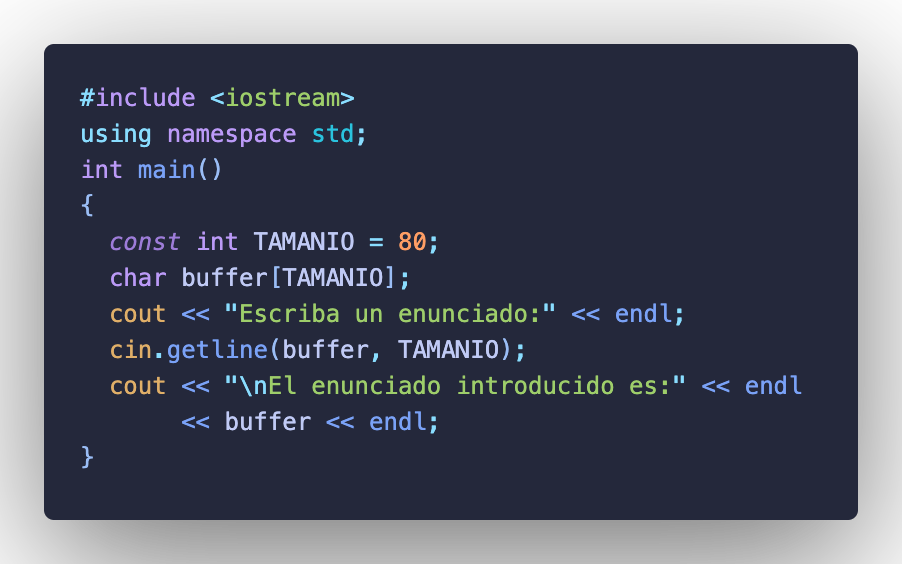 #include <iostream>
using namespace std;
int main()
{
  const int TAMANIO = 80;
  char buffer[TAMANIO];
  cout << "Escriba un enunciado:" << endl;
  cin.getline(buffer, TAMANIO);
  cout << "\nEl enunciado introducido es:" << endl
       << buffer << endl;
}